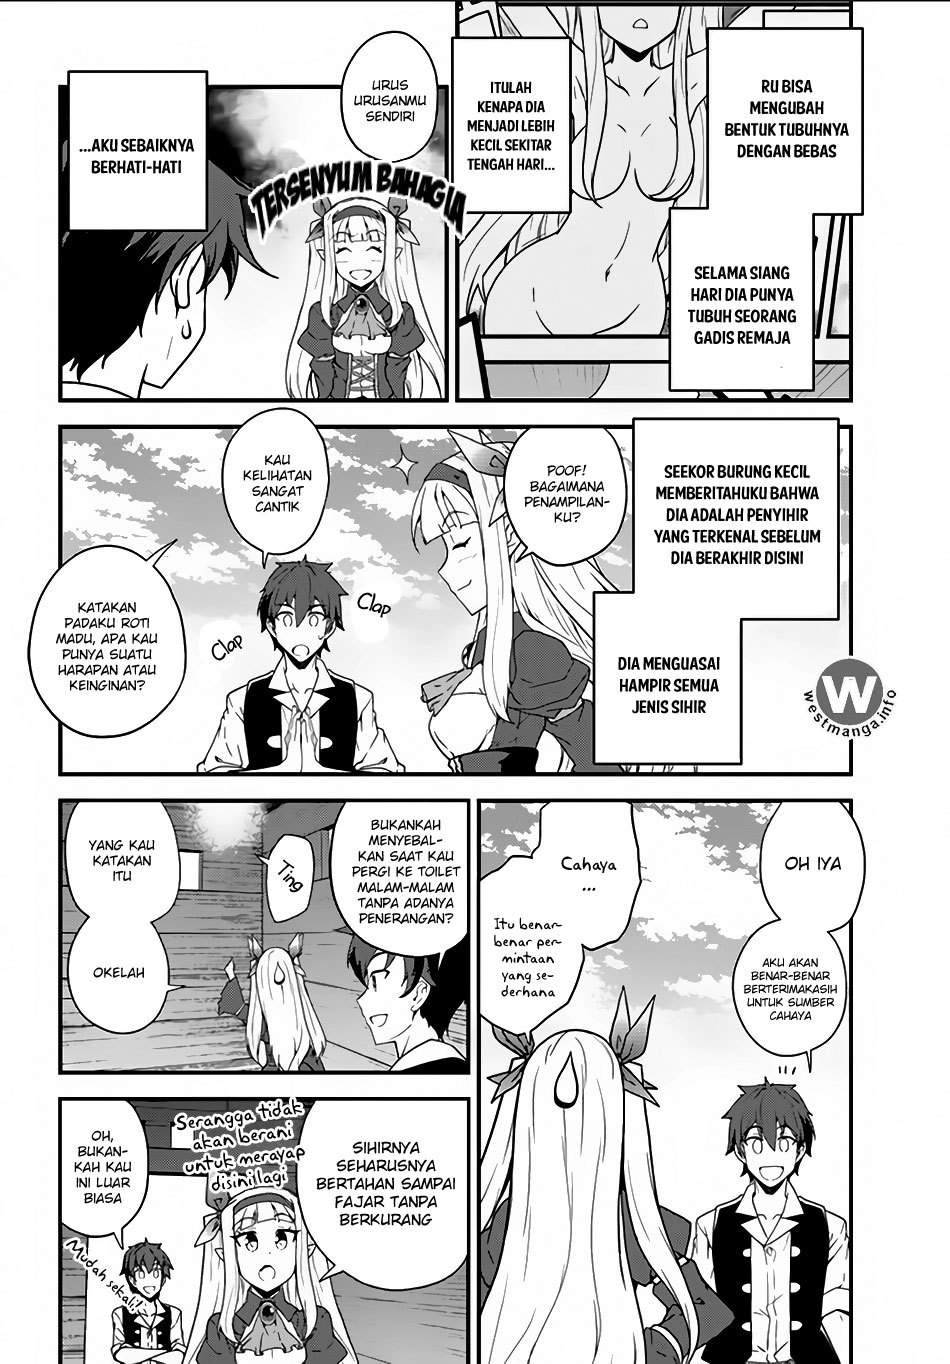 RU BISA
MENGUBAH
BENTUK TUBUHNYA
DENGAN BEBAS
SELAMA SIANG
HARI DIA PUNYA
TUBUH SEORANG
GADIS REMAJA
ITULAH
KENAPA DIA
MENJADI LEBIH
KECIL SEKITAR
TENGAH HARI...
URUS
URUSANMU
SENDIRI
TERSENYUM BAHAGIA
...AKU SEBAIKNYA
BERHATI-HATI
SEEKOR BURUNG KECIL
MEMBERITAHUKU BAHWA
DIA ADALAH PENYIHIR
YANG TERKENAL SEBELUM
DIA BERAKHIR DISINI
DIA MENGUASAI
HAMPIR SEMUA
JENIS SIHIR
POOF!
BAGAIMANA
PENAMPILAN-
KU?
KAU
KELIHATAN
SANGAT
CANTIK
Clap
Clap
KATAKAN
PADAKU ROTI
MADU, APA KAU
PUNYA SUATU
HARAPAN ATAU
KEINGINAN?
W
westmanga.info
OH IYA
AKU AKAN
BENAR-BENAR
BERTERIMAKASIH
UNTUK SUMBER
CAHAYA
Cahaya
...
Itu benar-
benar per-
mintaan
yang se-
derhana
BUKANKAH
MENYEBAL-
KAN SAAT KAU
PERGI KE TOILET
MALAM-MALAM
TANPA ADANYA
PENERANGAN?
Ting
YANG KAU
KATAKAN
ITU
OKELAH
SIHIRNYA
SEHARUSNYA
BERTAHAN SAMPAI
FAJAR TANPA
BERKURANG
Serangga tidak
akan berani
untuk merayap
disini lagi
OH,
BUKAN-
KAH KAU
INI LUAR
BIASA
Mudah sekali!